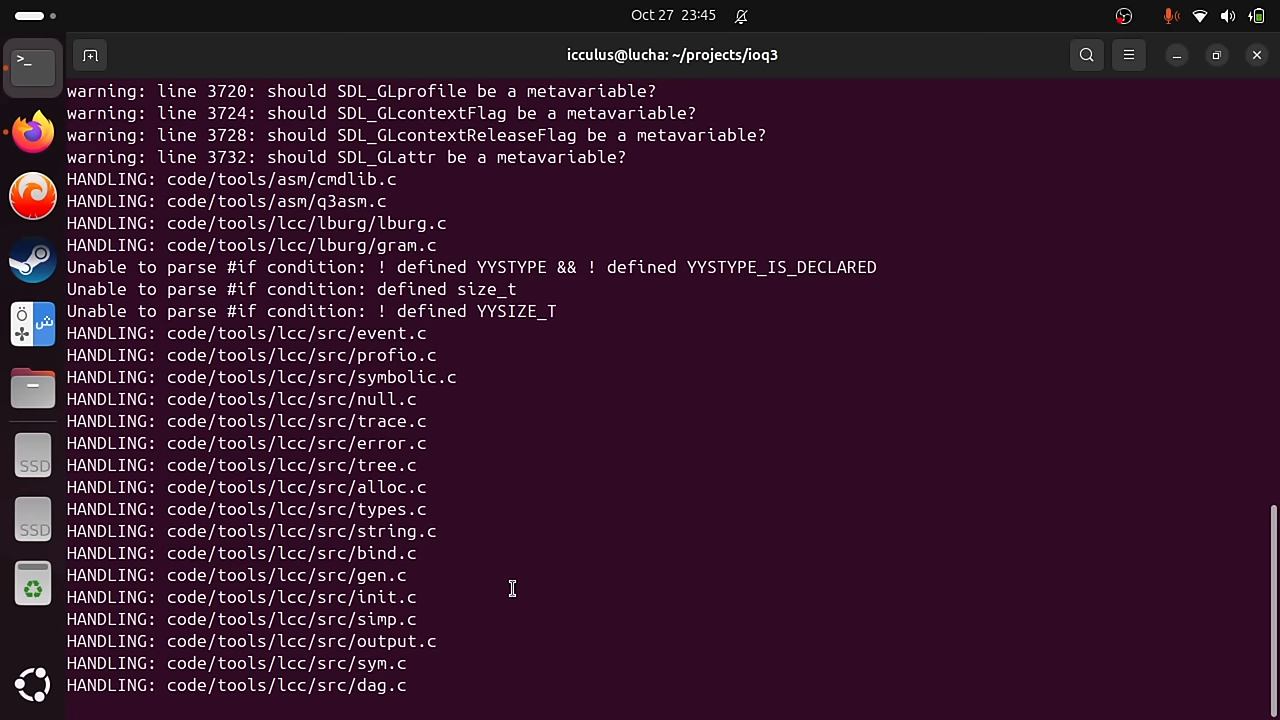 Oct 27 23:45
icculus@lucha: ~/projects/ioq3
warning: line 3720: should SDL_GLprofile be a metavariable?
warning: line 3724: should SDL_GLcontextFlag be a metavariable?
warning: line 3728: should SDL_GLcontextReleaseFlag be a metavariable?
warning: line 3732: should SDL_GLattr be a metavariable?
HANDLING: code/tools/asm/cmdlib.c
HANDLING: code/tools/asm/q3asm.c
HANDLING: code/tools/lcc/lburg/lburg.c
HANDLING: code/tools/lcc/lburg/gram.c
Unable to parse #if condition: ! defined YYSTYPE && ! defined YYSTYPE_IS_DECLARED
Unable to parse #if condition: defined size_t
Unable to parse #if condition: ! defined YYSIZE_T
HANDLING: code/tools/lcc/src/event.c
HANDLING: code/tools/lcc/src/profio.c
HANDLING: code/tools/lcc/src/symbolic.c
HANDLING: code/tools/lcc/src/null.c
HANDLING: code/tools/lcc/src/trace.c
HANDLING: code/tools/lcc/src/error.c
HANDLING: code/tools/lcc/src/tree.c
HANDLING: code/tools/lcc/src/alloc.c
HANDLING: code/tools/lcc/src/types.c
HANDLING: code/tools/lcc/src/string.c
HANDLING: code/tools/lcc/src/bind.c
HANDLING: code/tools/lcc/src/gen.c
HANDLING: code/tools/lcc/src/init.c
HANDLING: code/tools/lcc/src/simp.c
HANDLING: code/tools/lcc/src/output.c
HANDLING: code/tools/lcc/src/sym.c
HANDLING: code/tools/lcc/src/dag.c
>_
Ö
ش
SSD
SSD